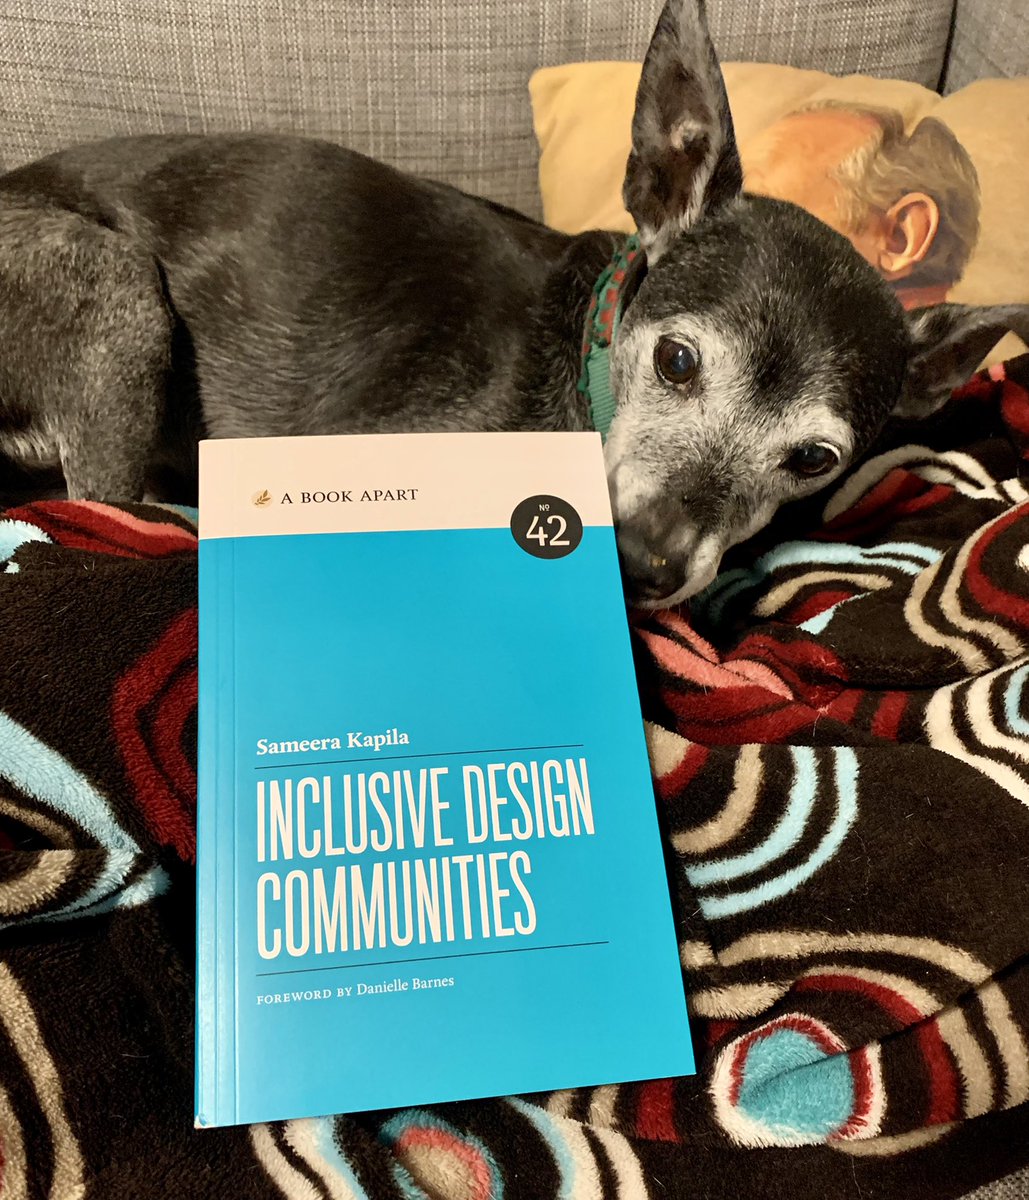 A BOOK APART
Nº
42
Sameera Kapila
INCLUSIVE DESIGN
COMMUNITIES
FOREWORD BY Danielle Barnes